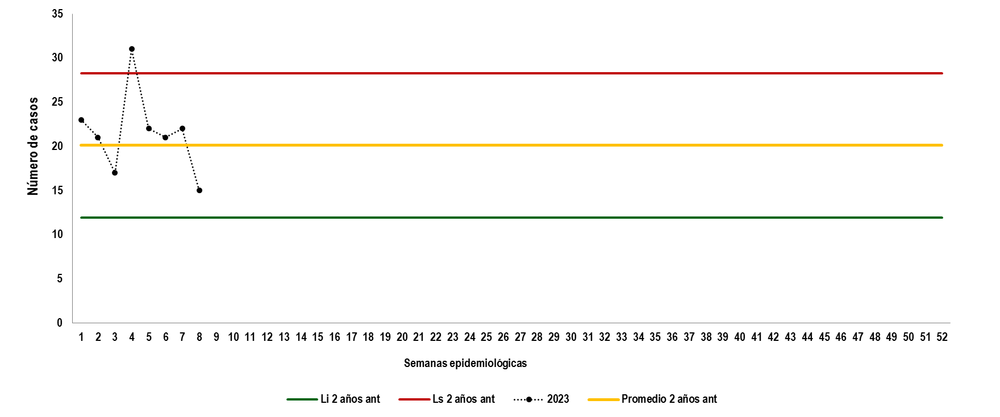 35
30
25
20
15
10
5
0
Número de casos
1 2 3 4 5 6 7 8 9 10 11 12 13 14 15 16 17 18 19 20 21 22 23 24 25 26 27 28 29 30 31 32 33 34 35 36 37 38 39 40 41 42 43 44 45 46 47 48 49 50 51 52
Semanas epidemiológicas
Li 2 años ant Ls 2 años ant 2023 Promedio 2 años ant